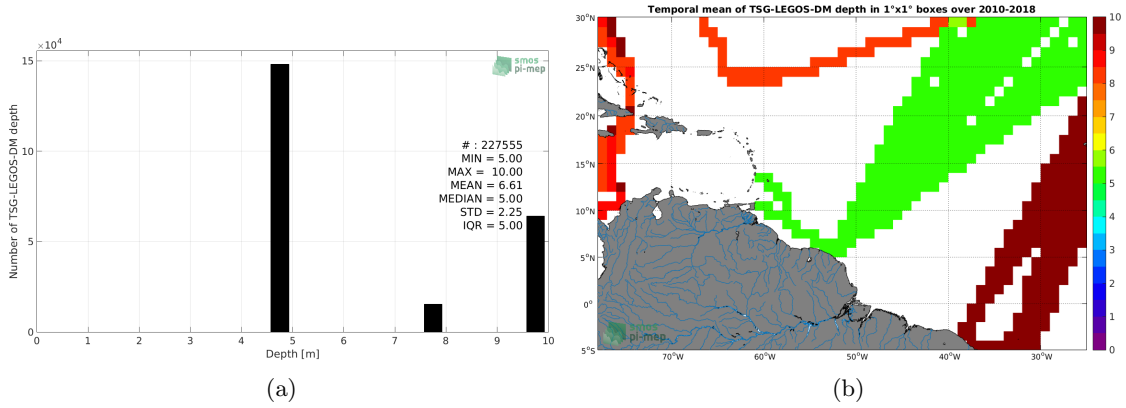 ×10⁴
15
10
5
0
Number of TSG-LEGOS-DM depth
0 1 2 3 4 5 6 7 8 9 10
Depth [m]
smos
pi-mep
# : 227555
MIN = 5.00
MAX = 10.00
MEAN = 6.61
MEDIAN = 5.00
STD = 2.25
IQR = 5.00
(a)
Temporal mean of TSG-LEGOS-DM depth in 1°x1° boxes over 2010-2018
30°N
25°N
20°N
15°N
10°N
5°N
0°
5°S
70°W 60°W 50°W 40°W 30°W
smos
pi-mep
10
9
8
7
6
5
4
3
2
1
0
(b)